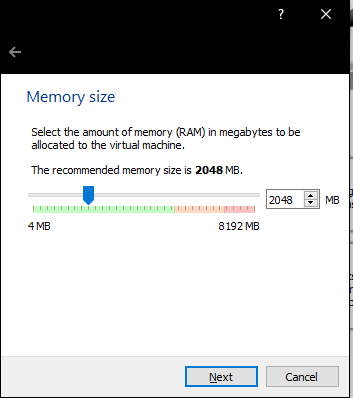 ?
Memory size
Select the amount of memory (RAM) in megabytes to be
allocated to the virtual machine.
The recommended memory size is 2048 MB.
2048 MB
4 MB 8192 MB
Next Cancel